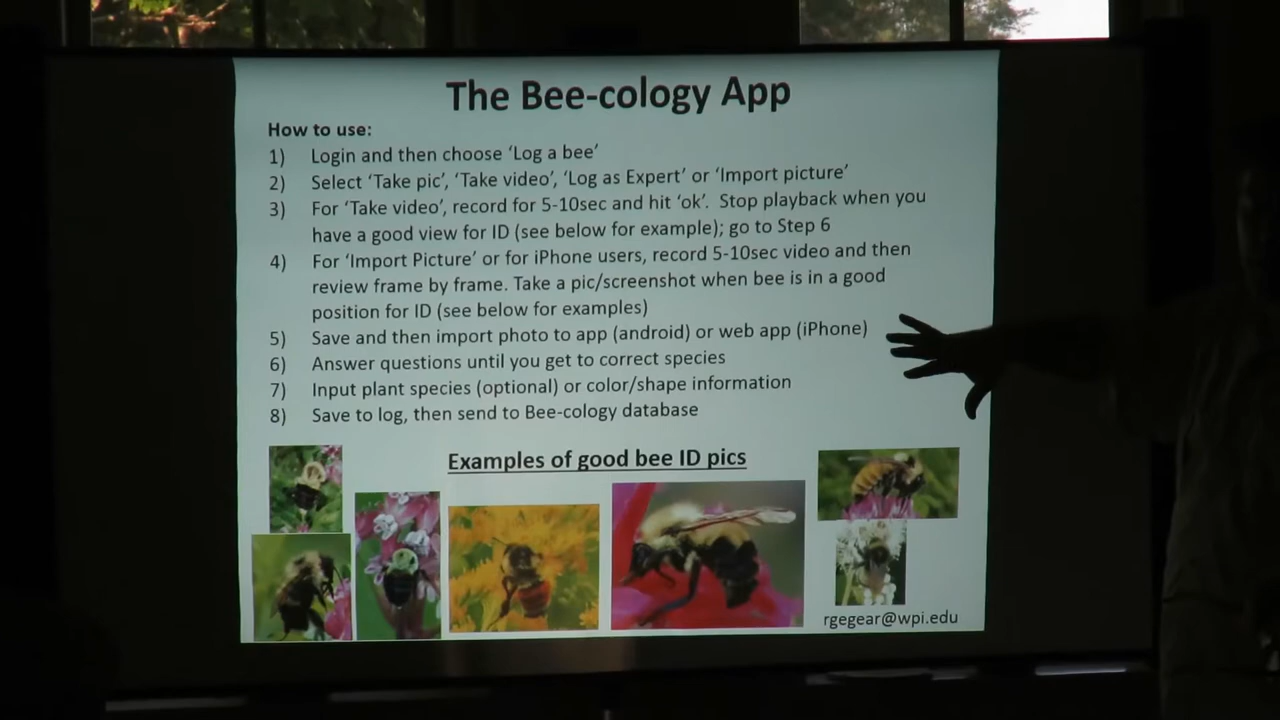 The Bee-cology App
How to use:
1) Login and then choose ‘Log a bee’
2) Select ‘Take pic’, ‘Take video’, ‘Log as Expert’ or ‘Import picture’
3) For ‘Take video’, record for 5-10sec and hit ‘ok’. Stop playback when you
have a good view for ID (see below for example); go to Step 6
4) For ‘Import Picture’ or for iPhone users, record 5-10sec video and then
review frame by frame. Take a pic/screenshot when bee is in a good
position for ID (see below for examples)
5) Save and then import photo to app (android) or web app (iPhone)
6) Answer questions until you get to correct species
7) Input plant species (optional) or color/shape information
8) Save to log, then send to Bee-cology database
Examples of good bee ID pics
rgegear@wpi.edu